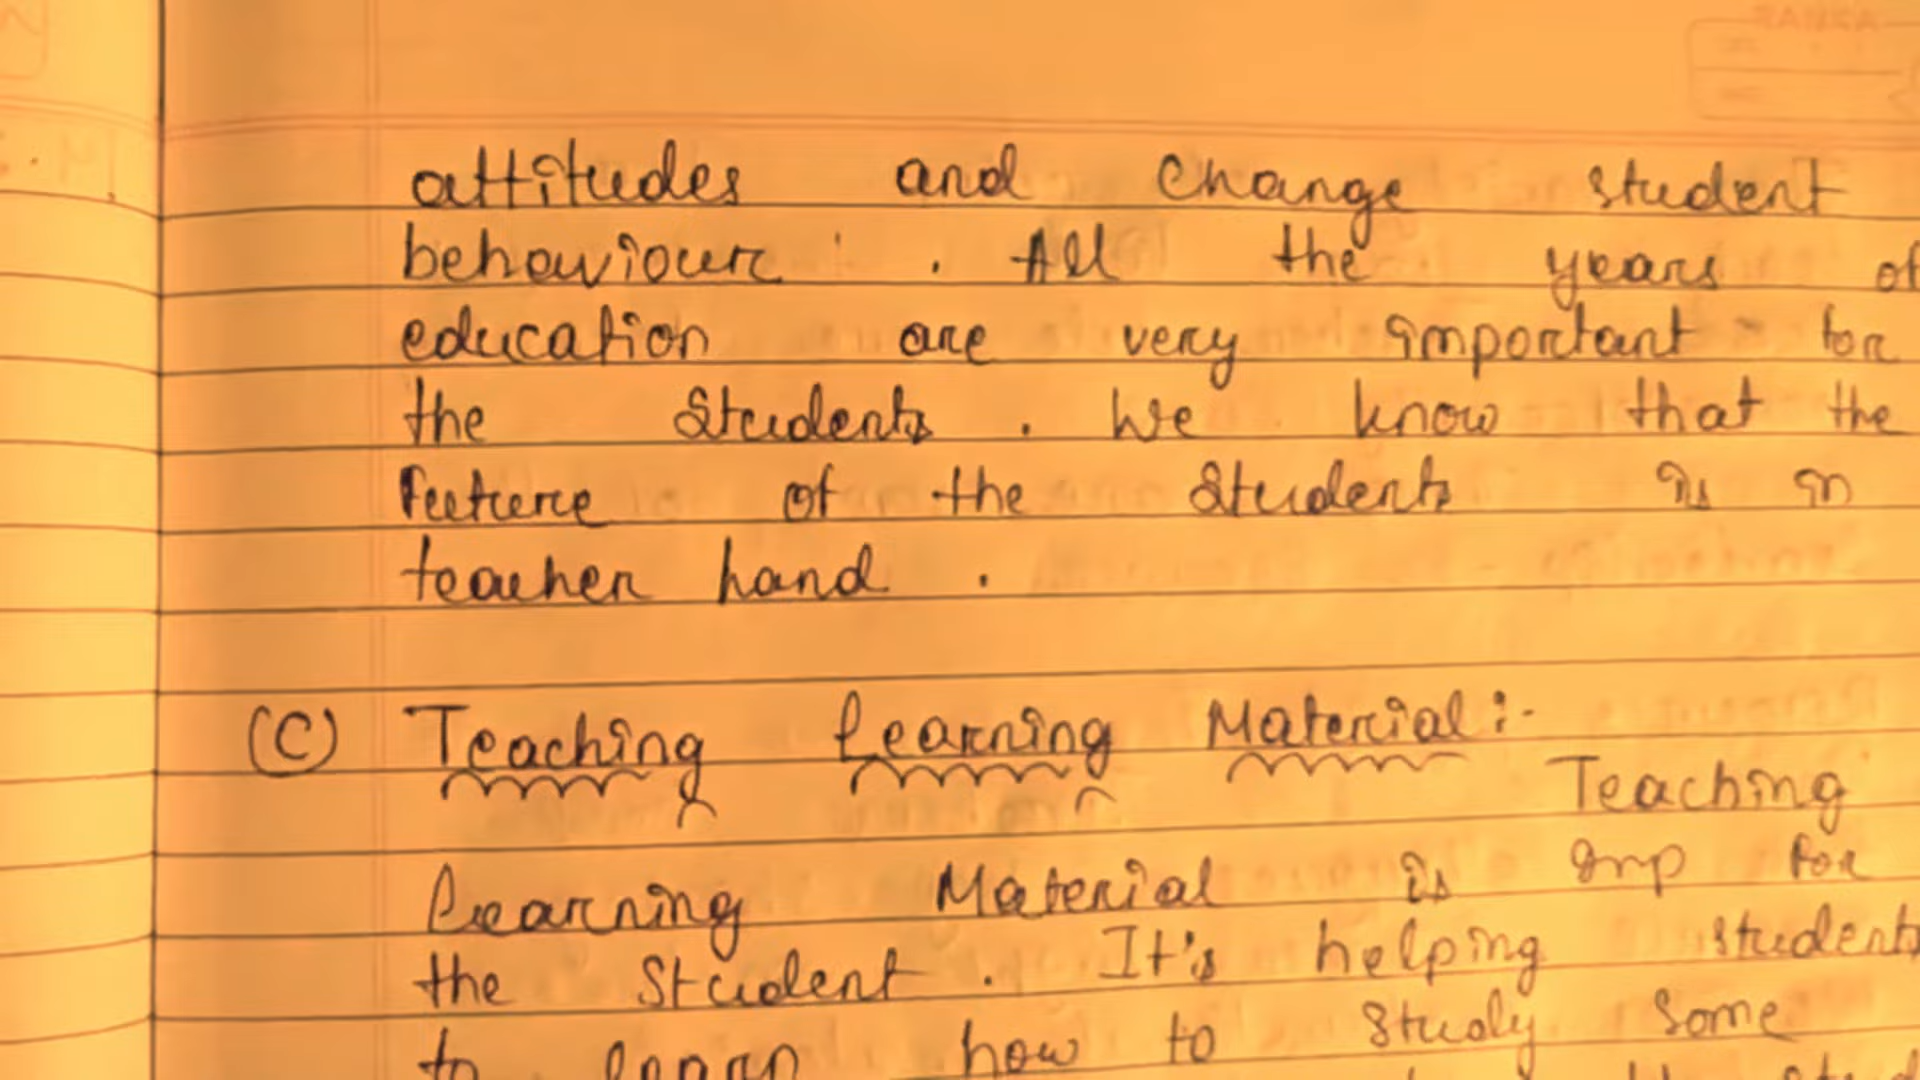 attitudes and change student
behaviour . All the years of
education are very important for
the students . We know that the
future of the students is in
teacher hand .
(C) Teaching Learning Material :-
Teaching
Learning Material is Imp for
the Student . It's helping students
to learn how to study some